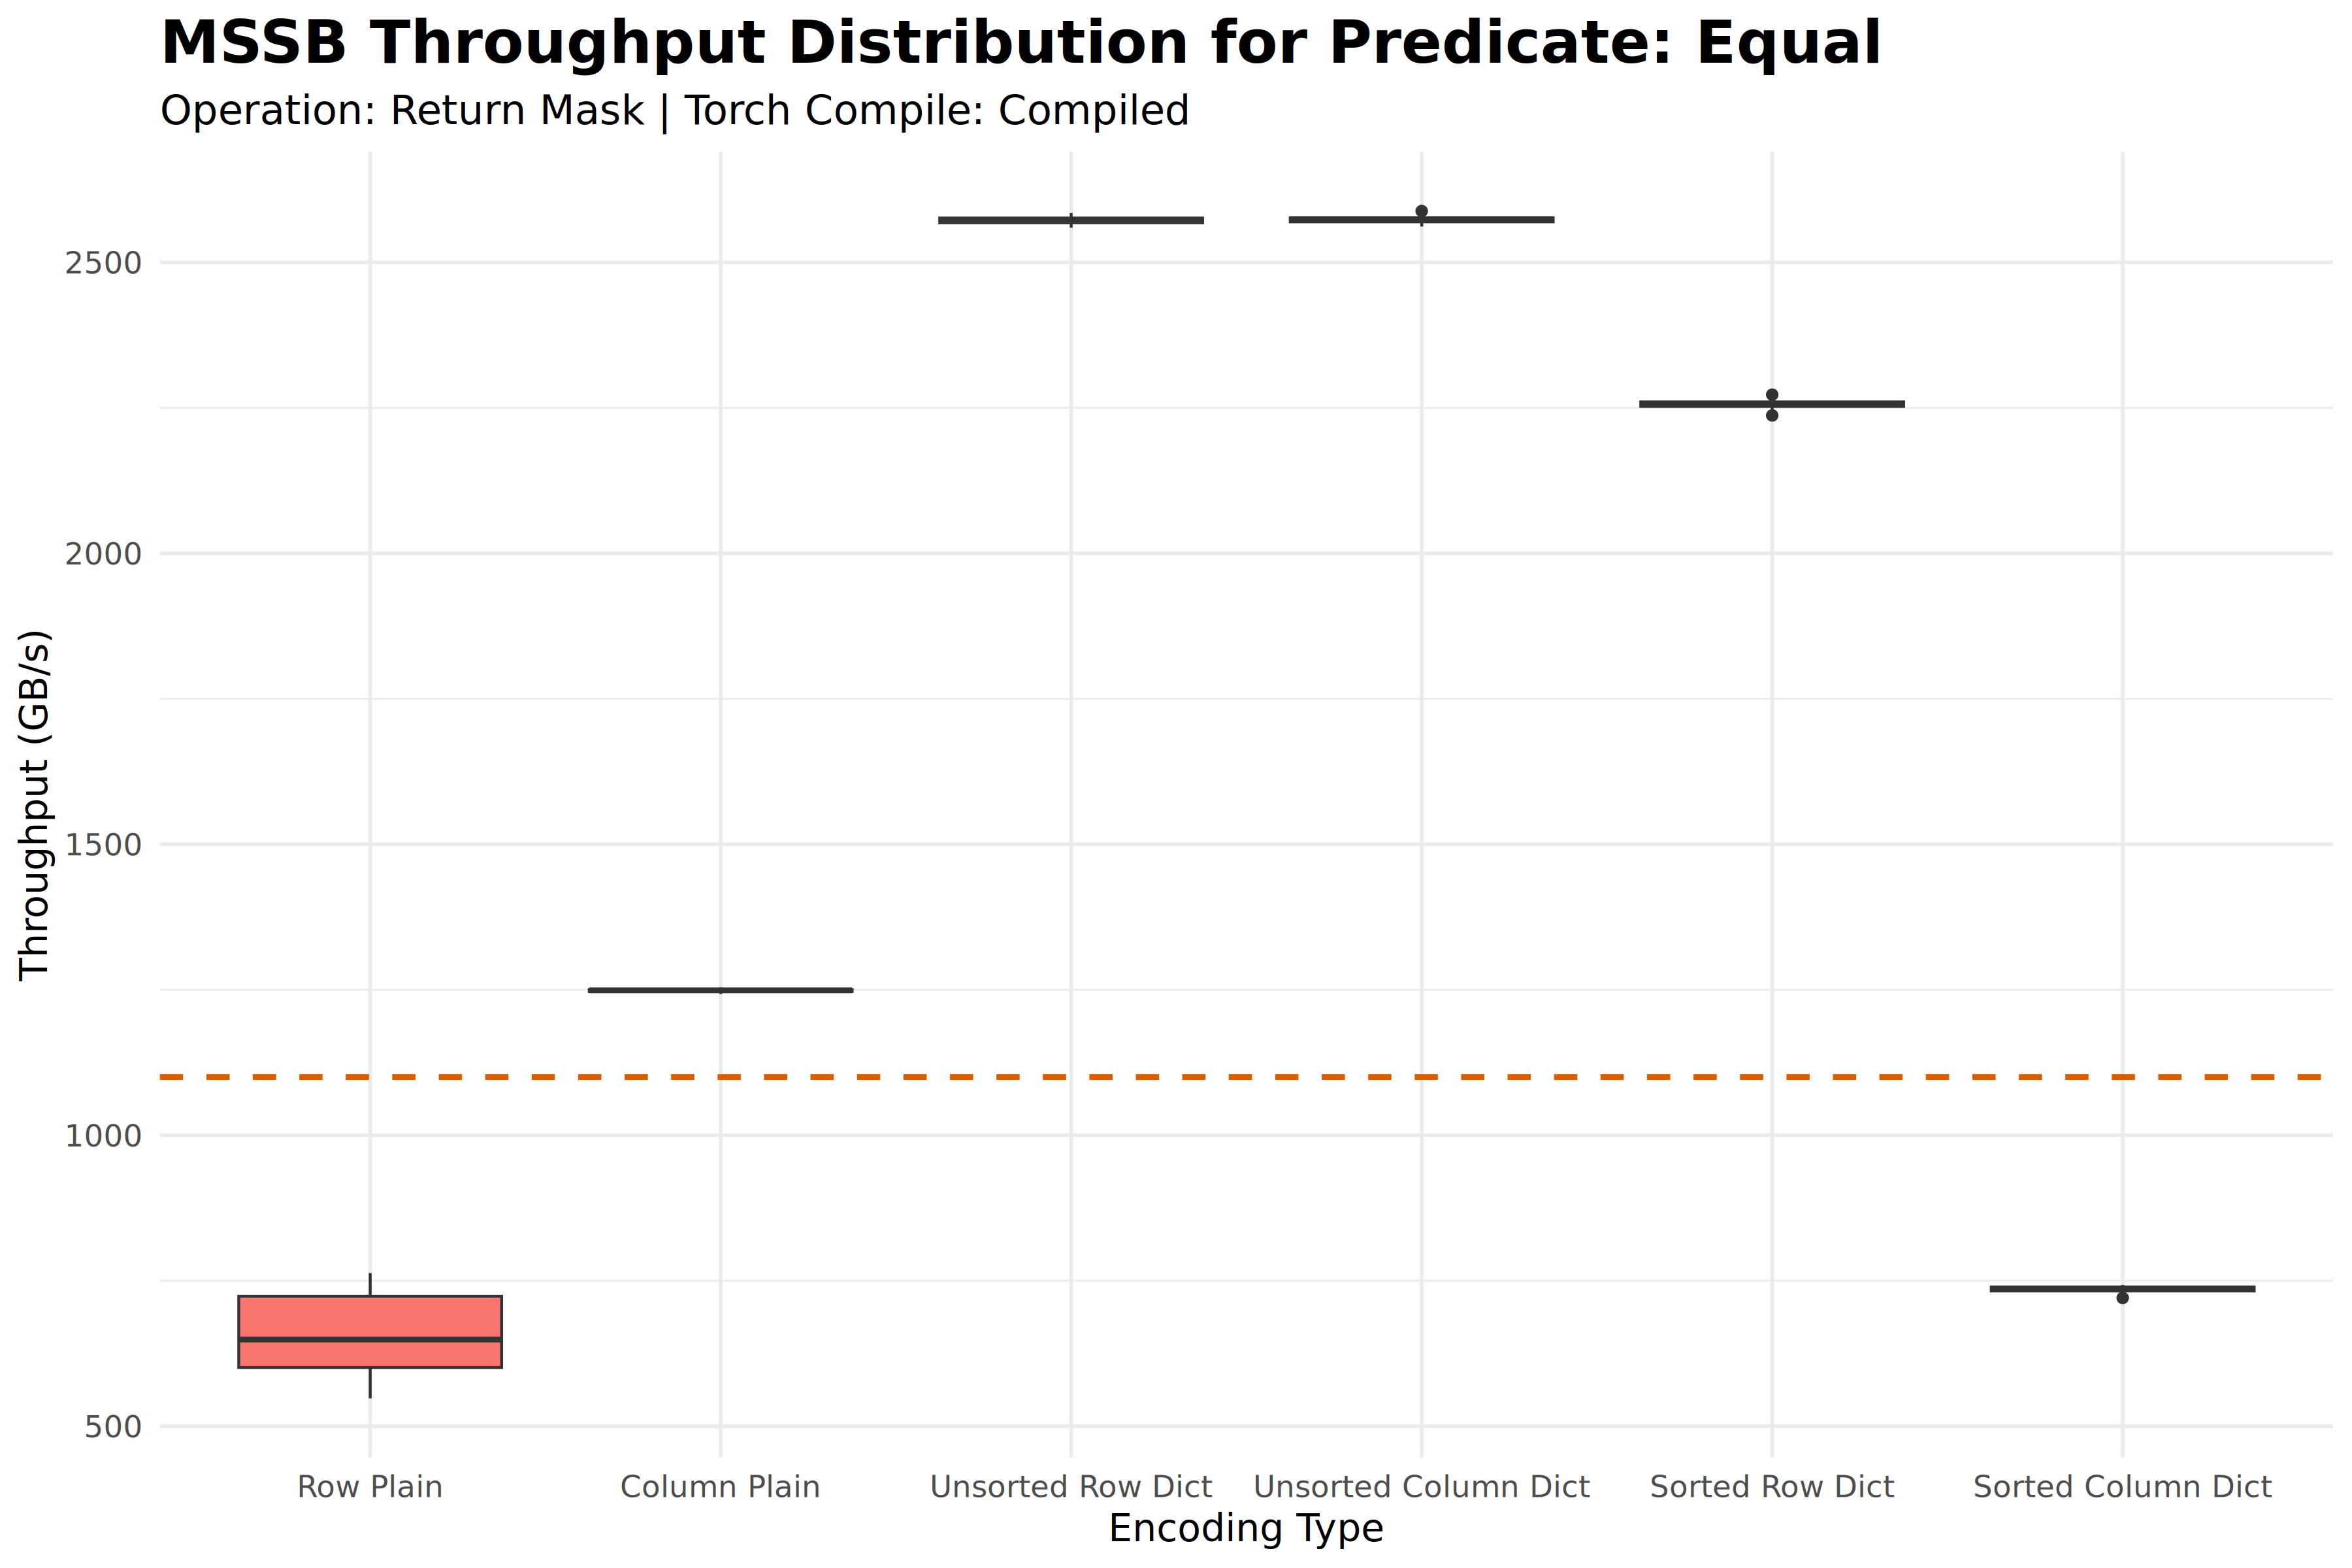 MSSB Throughput Distribution for Predicate: Equal
Operation: Return Mask | Torch Compile: Compiled
Throughput (GB/s)
2500
2000
1500
1000
500
Row Plain
Column Plain
Unsorted Row Dict
Unsorted Column Dict
Sorted Row Dict
Sorted Column Dict
Encoding Type